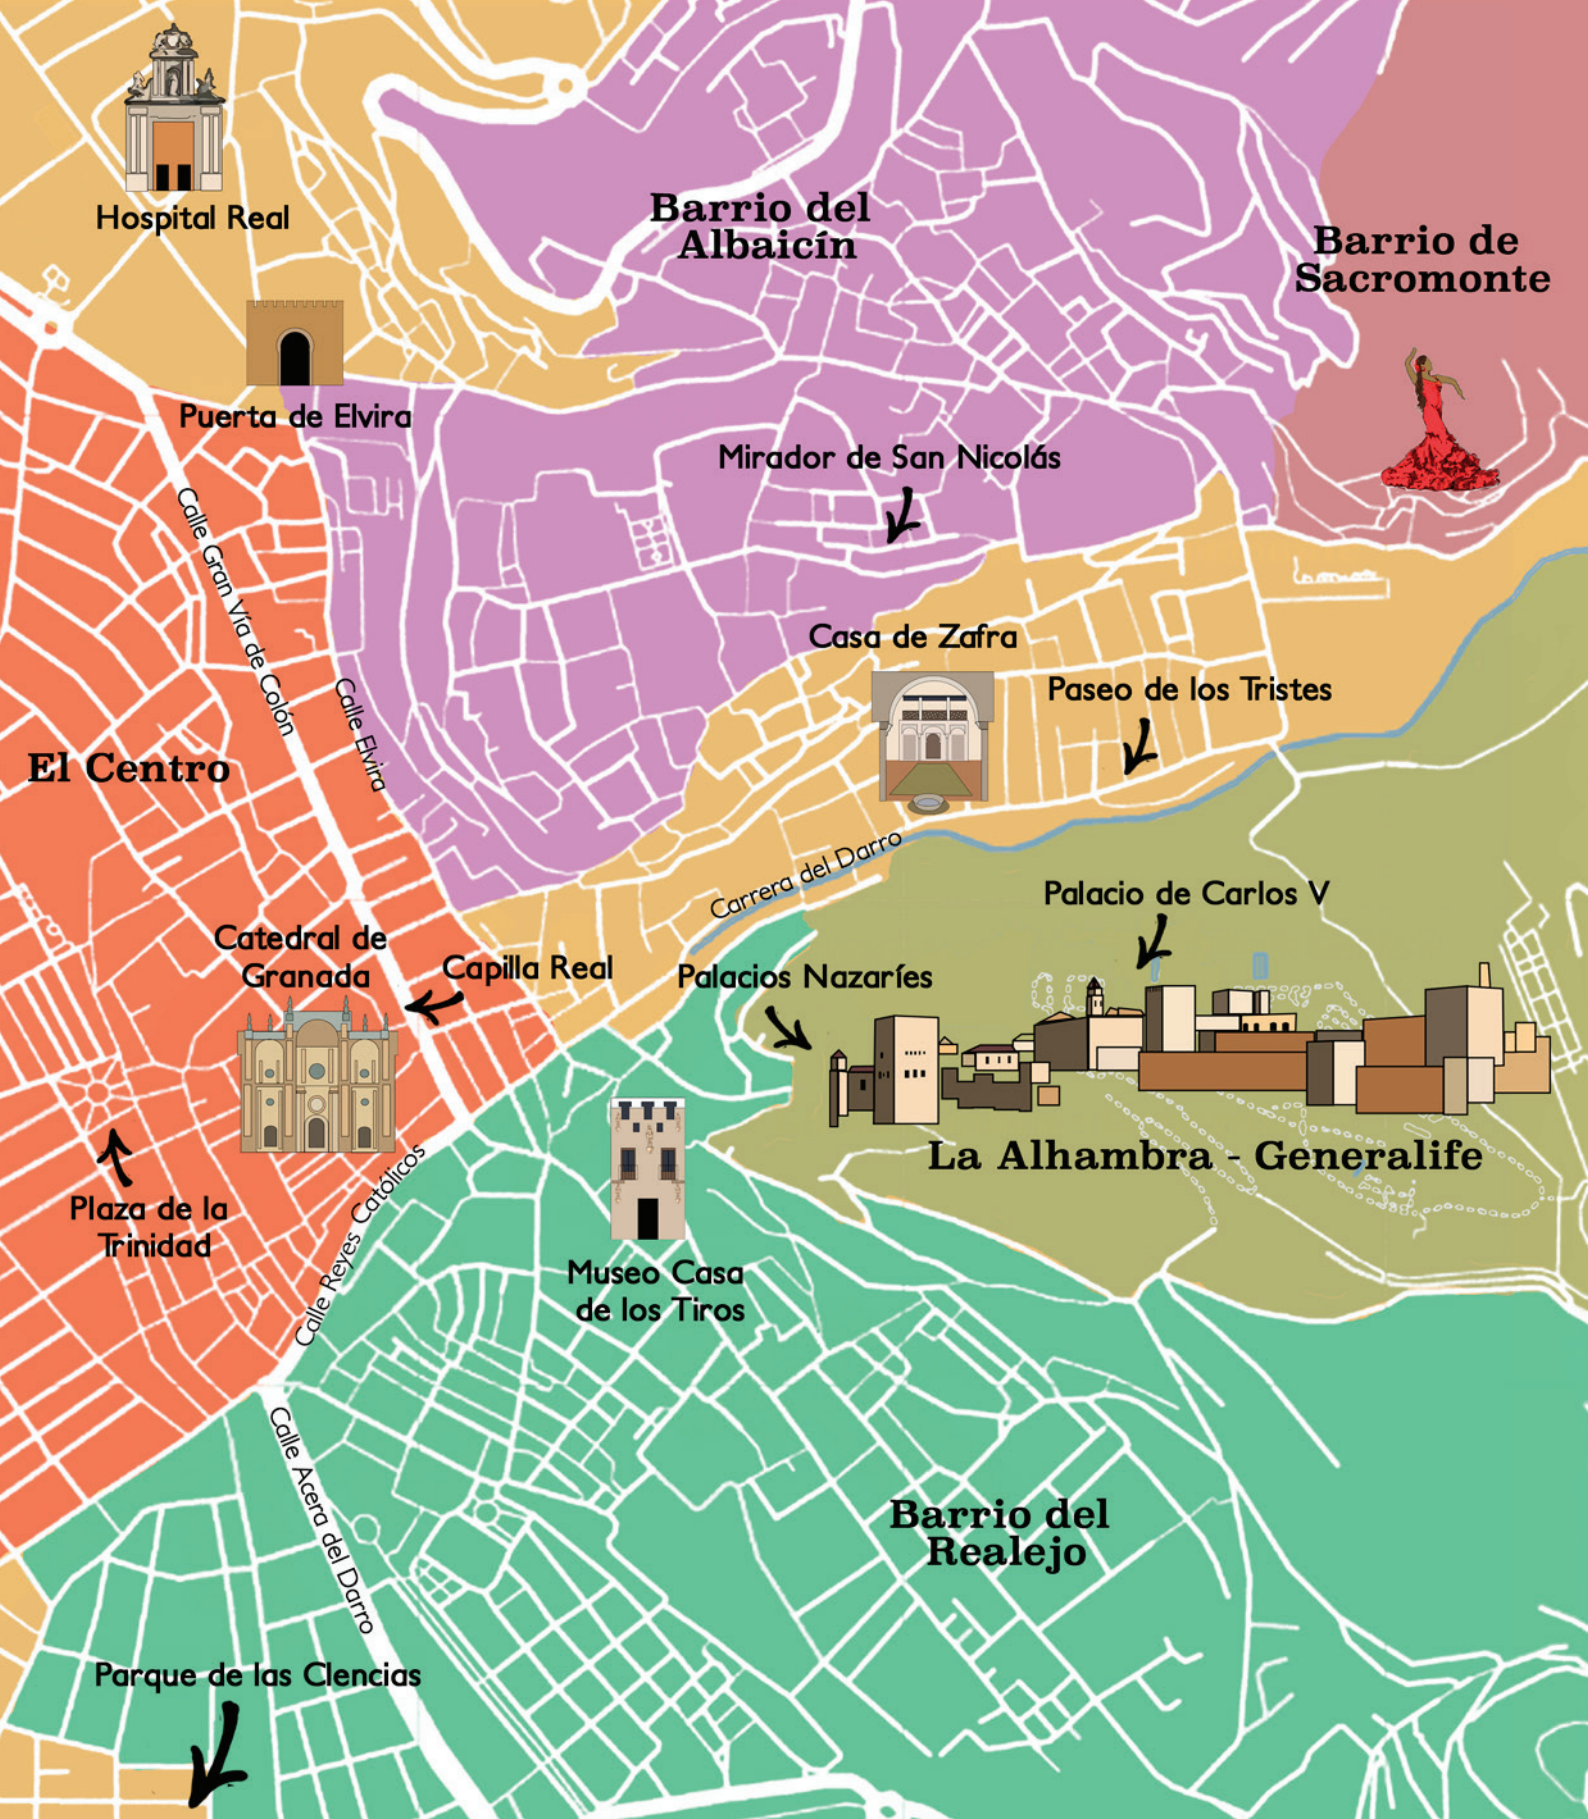 Hospital Real
Barrio del
Albaicín
Barrio de
Sacromonte
Puerta de Elvira
Mirador de San Nicolás
Calle Gran Vía de Colón
Casa de Zafra
Paseo de los Tristes
Calle Elvira
El Centro
Carrera del Darro
Palacio de Carlos V
Catedral de
Granada
Capilla Real
Palacios Nazaríes
La Alhambra - Generalife
Plaza de la
Trinidad
Calle Reyes Católicos
Museo Casa
de los Tiros
Calle Acera del Darro
Barrio del
Realejo
Parque de las Clencias